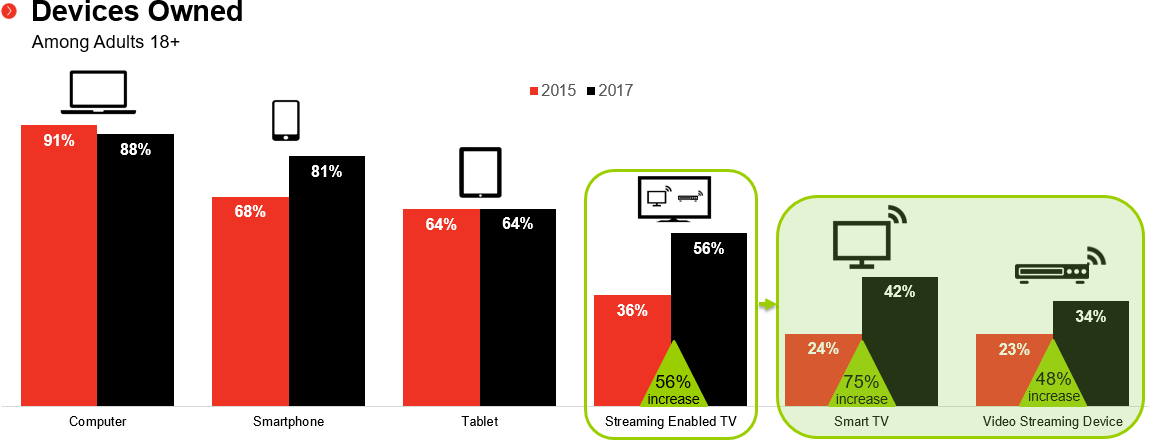 Devices Owned
Among Adults 18+
2015 2017
91% 88%
68% 81%
64% 64%
36% 56%
56%
increase
24% 42%
75%
increase
23% 34%
48%
increase
Computer Smartphone Tablet Streaming Enabled TV Smart TV Video Streaming Device